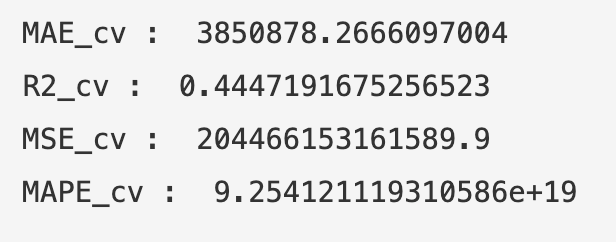 MAE_cv :  3850878.2666097004
R2_cv :  0.4447191675256523
MSE_cv :  204466153161589.9
MAPE_cv :  9.254121119310586e+19